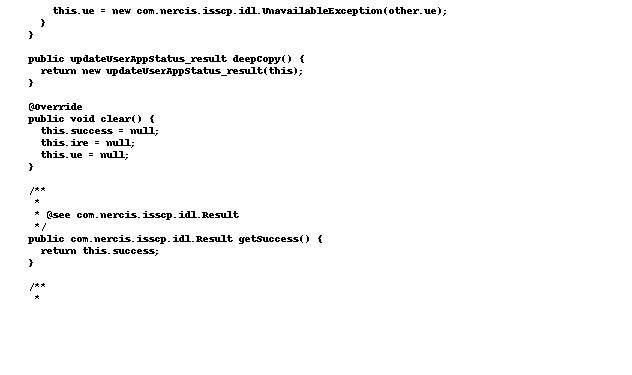 this.ue = new com.nercis.isscp.idl.UnavailableException(other.ue);
}
}
public updateUserAppStatus_result deepCopy() {
return new updateUserAppStatus_result(this);
}
@Override
public void clear() {
this.success = null;
this.ire = null;
this.ue = null;
}
/**
*
* @see com.nercis.isscp.idl.Result
*/
public com.nercis.isscp.idl.Result getSuccess() {
return this.success;
}
/**
*